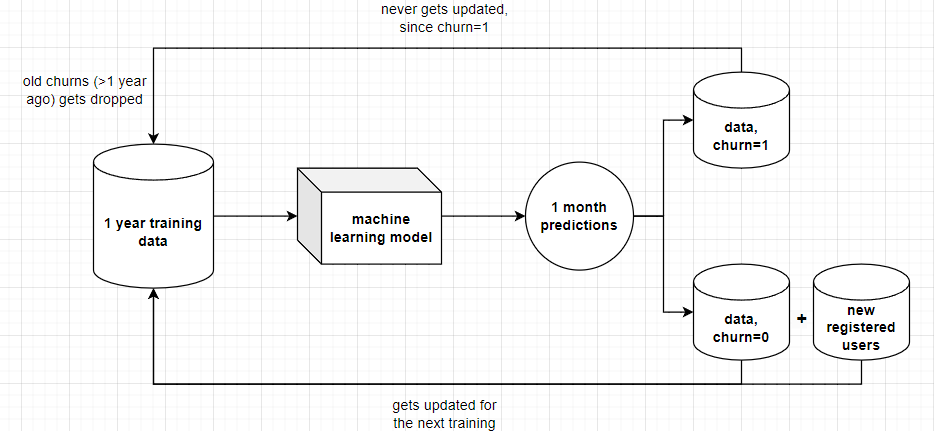 never gets updated,
since churn=1
old churns (>1 year
ago) gets dropped
data,
churn=1
1 year training
data
machine
learning model
1 month
predictions
data,
churn=0
+
new
registered
users
gets updated for
the next training